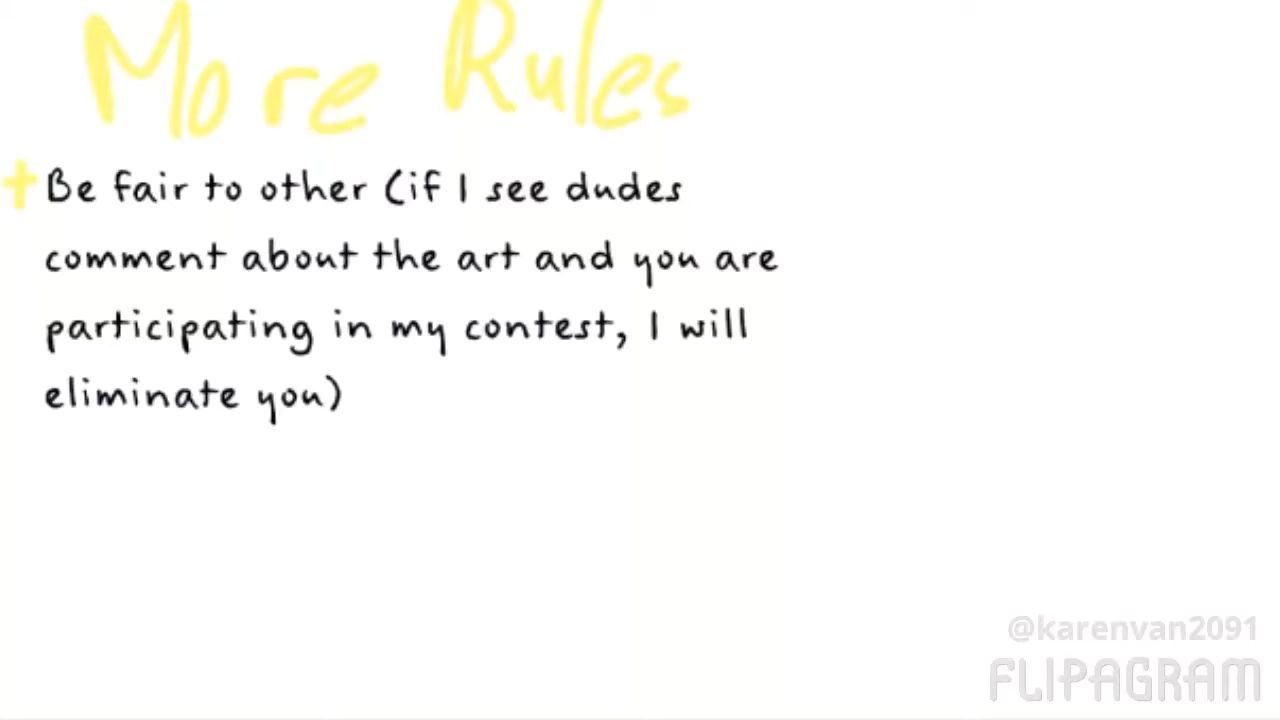 More Rules
+ Be fair to other (if I see dudes
comment about the art and you are
participating in my contest, I will
eliminate you)
@karenvan2091
FLIPAGRAM